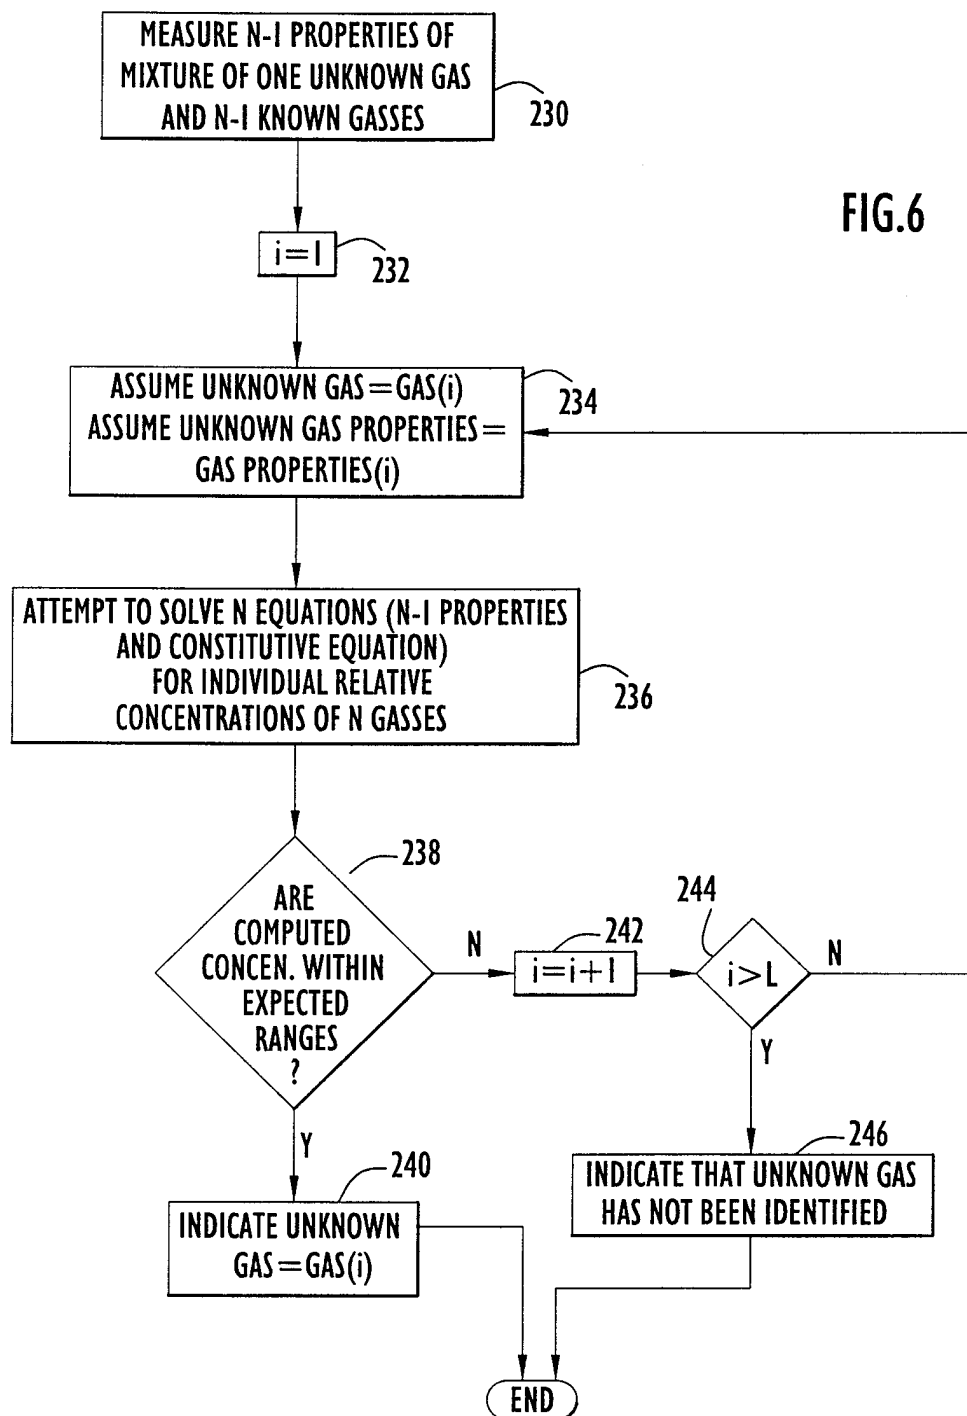 MEASURE N-1 PROPERTIES OF
MIXTURE OF ONE UNKNOWN GAS
AND N-1 KNOWN GASSES
230
FIG.6
i=1
232
ASSUME UNKNOWN GAS=GAS(i)
ASSUME UNKNOWN GAS PROPERTIES=
GAS PROPERTIES(i)
234
ATTEMPT TO SOLVE N EQUATIONS (N-1 PROPERTIES
AND CONSTITUTIVE EQUATION)
FOR INDIVIDUAL RELATIVE
CONCENTRATIONS OF N GASSES
236
238
ARE
COMPUTED
CONCEN. WITHIN
EXPECTED
RANGES
?
N
242
i=i+1
244
i>L
N
Y
Y
240
INDICATE UNKNOWN
GAS=GAS(i)
246
INDICATE THAT UNKNOWN GAS
HAS NOT BEEN IDENTIFIED
END